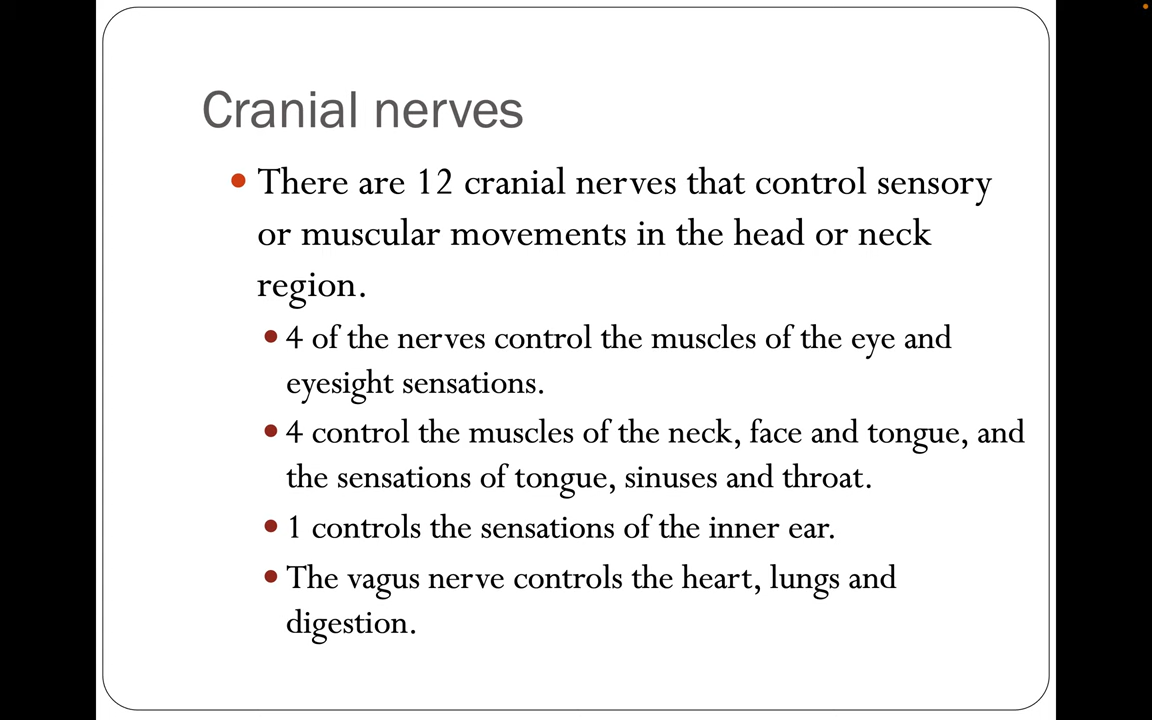 Cranial nerves
• There are 12 cranial nerves that control sensory
or muscular movements in the head or neck
region.
• 4 of the nerves control the muscles of the eye and
eyesight sensations.
• 4 control the muscles of the neck, face and tongue, and
the sensations of tongue, sinuses and throat.
• 1 controls the sensations of the inner ear.
• The vagus nerve controls the heart, lungs and
digestion.